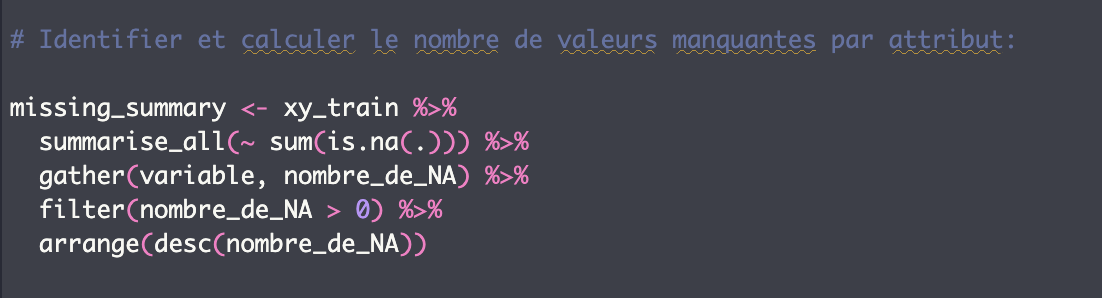 # Identifier et calculer le nombre de valeurs manquantes par attribut:
missing_summary <- xy_train %>%
summarise_all(~ sum(is.na(.))) %>%
gather(variable, nombre_de_NA) %>%
filter(nombre_de_NA > 0) %>%
arrange(desc(nombre_de_NA))